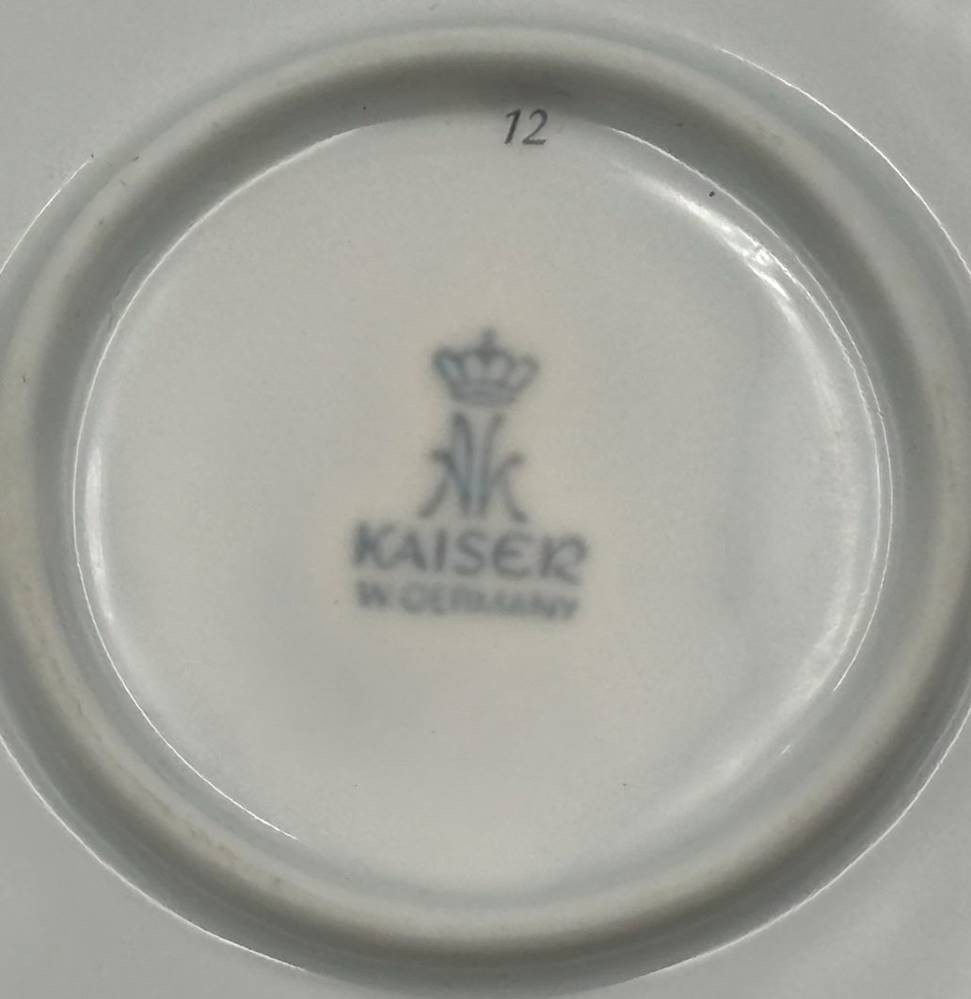 12
AK
KAISER
W. GERMANY